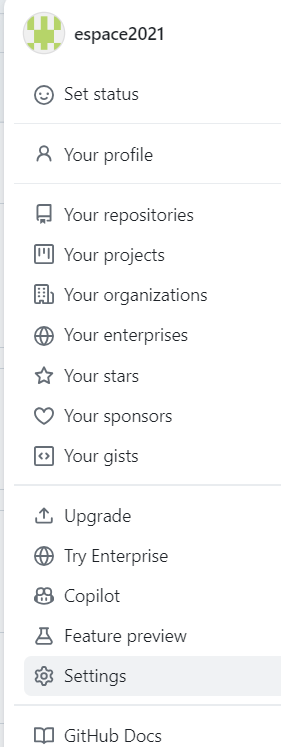 espace2021
Set status
Your profile
Your repositories
Your projects
Your organizations
Your enterprises
Your stars
Your sponsors
Your gists
Upgrade
Try Enterprise
Copilot
Feature preview
Settings
GitHub Docs